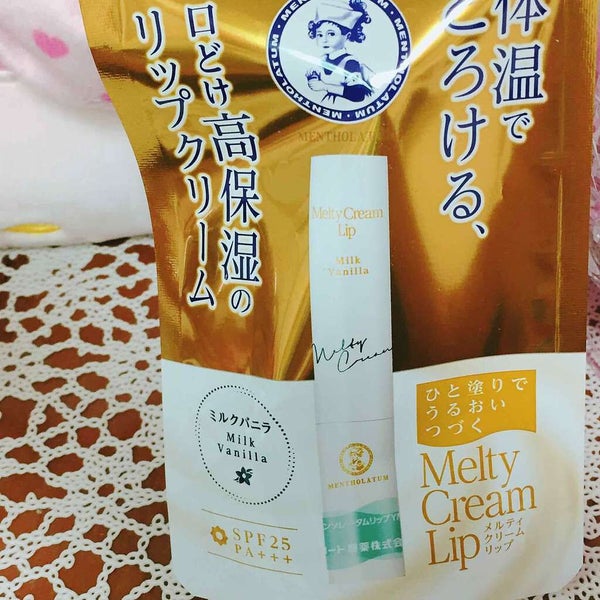 体温で
とろける、
口どけ高保湿の
リップクリーム
MENTHOLATUM
MENTHOLATUM
Melty Cream
Lip
Milk
Vanilla
Melty
Cream
MENTHOLATUM
ミルクバニラ
Milk
Vanilla
SPF25
PA+++
ひと塗りで
うるおい
つづく
Melty
Cream
Lip
メルティ
クリーム
リップ